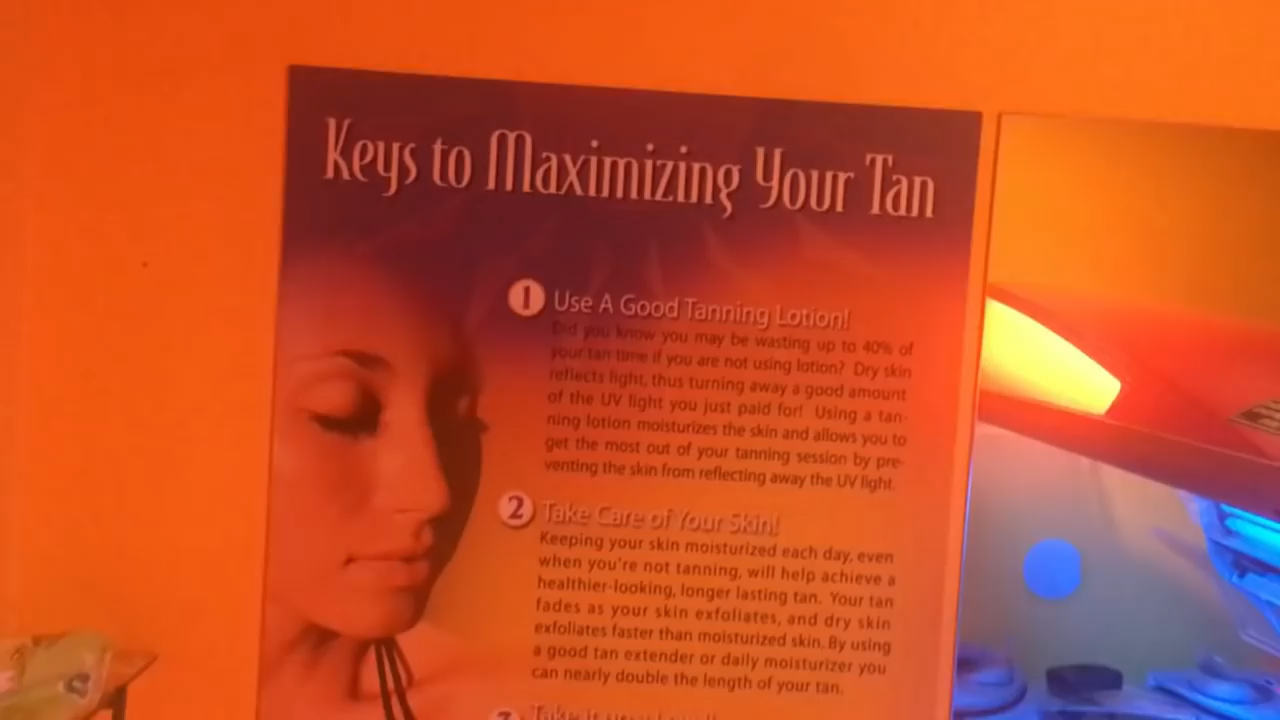 Keys to Maximizing Your Tan
1 Use A Good Tanning Lotion!
Did you know you may be wasting up to 40% of
your tan time if you are not using lotion? Dry skin
reflects light, thus turning away a good amount
of the UV light you just paid for! Using a tan-
ning lotion moisturizes the skin and allows you to
get the most out of your tanning session by pre-
venting the skin from reflecting away the UV light.
2 Take Care of Your Skin!
Keeping your skin moisturized each day, even
when you're not tanning, will help achieve a
healthier-looking, longer lasting tan. Your tan
fades as your skin exfoliates, and dry skin
exfoliates faster than moisturized skin. By using
a good tan extender or daily moisturizer you
can nearly double the length of your tan.
3 Take it